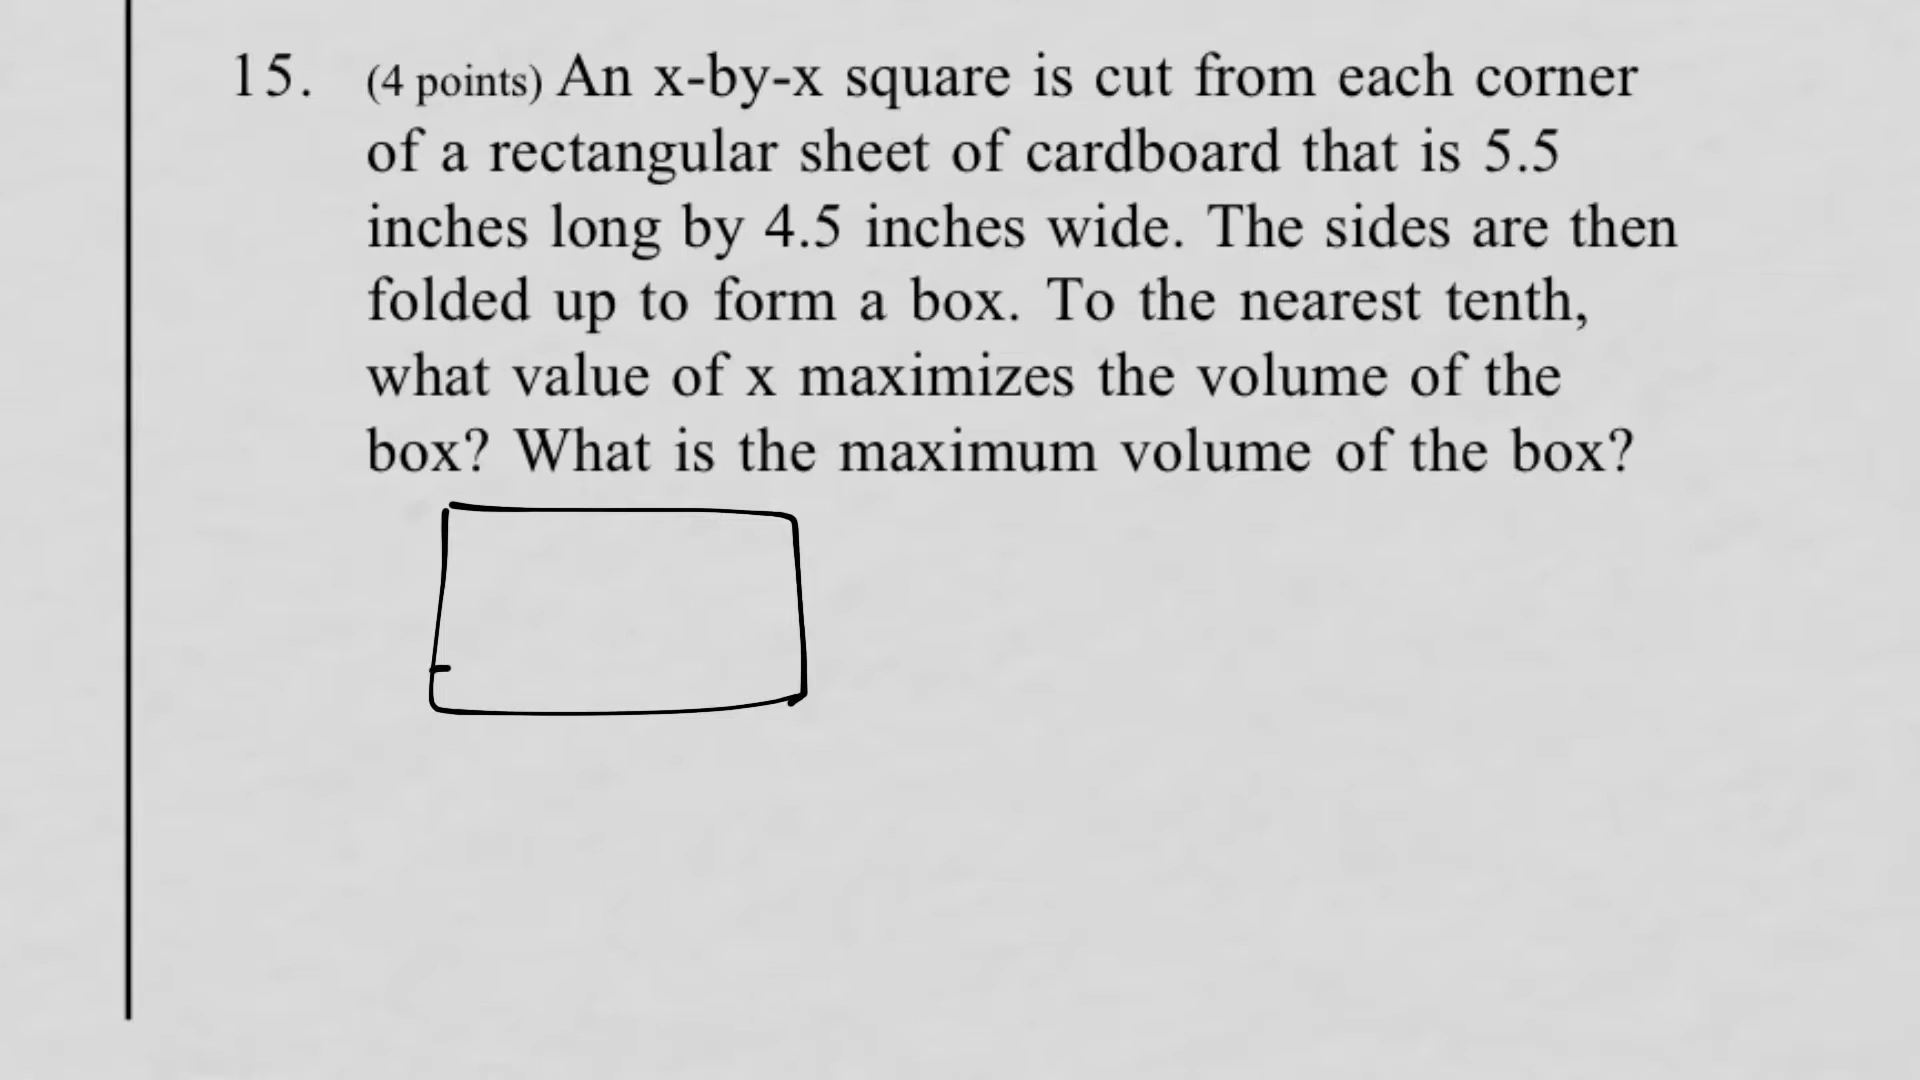 15. (4 points) An x-by-x square is cut from each corner
of a rectangular sheet of cardboard that is 5.5
inches long by 4.5 inches wide. The sides are then
folded up to form a box. To the nearest tenth,
what value of x maximizes the volume of the
box? What is the maximum volume of the box?